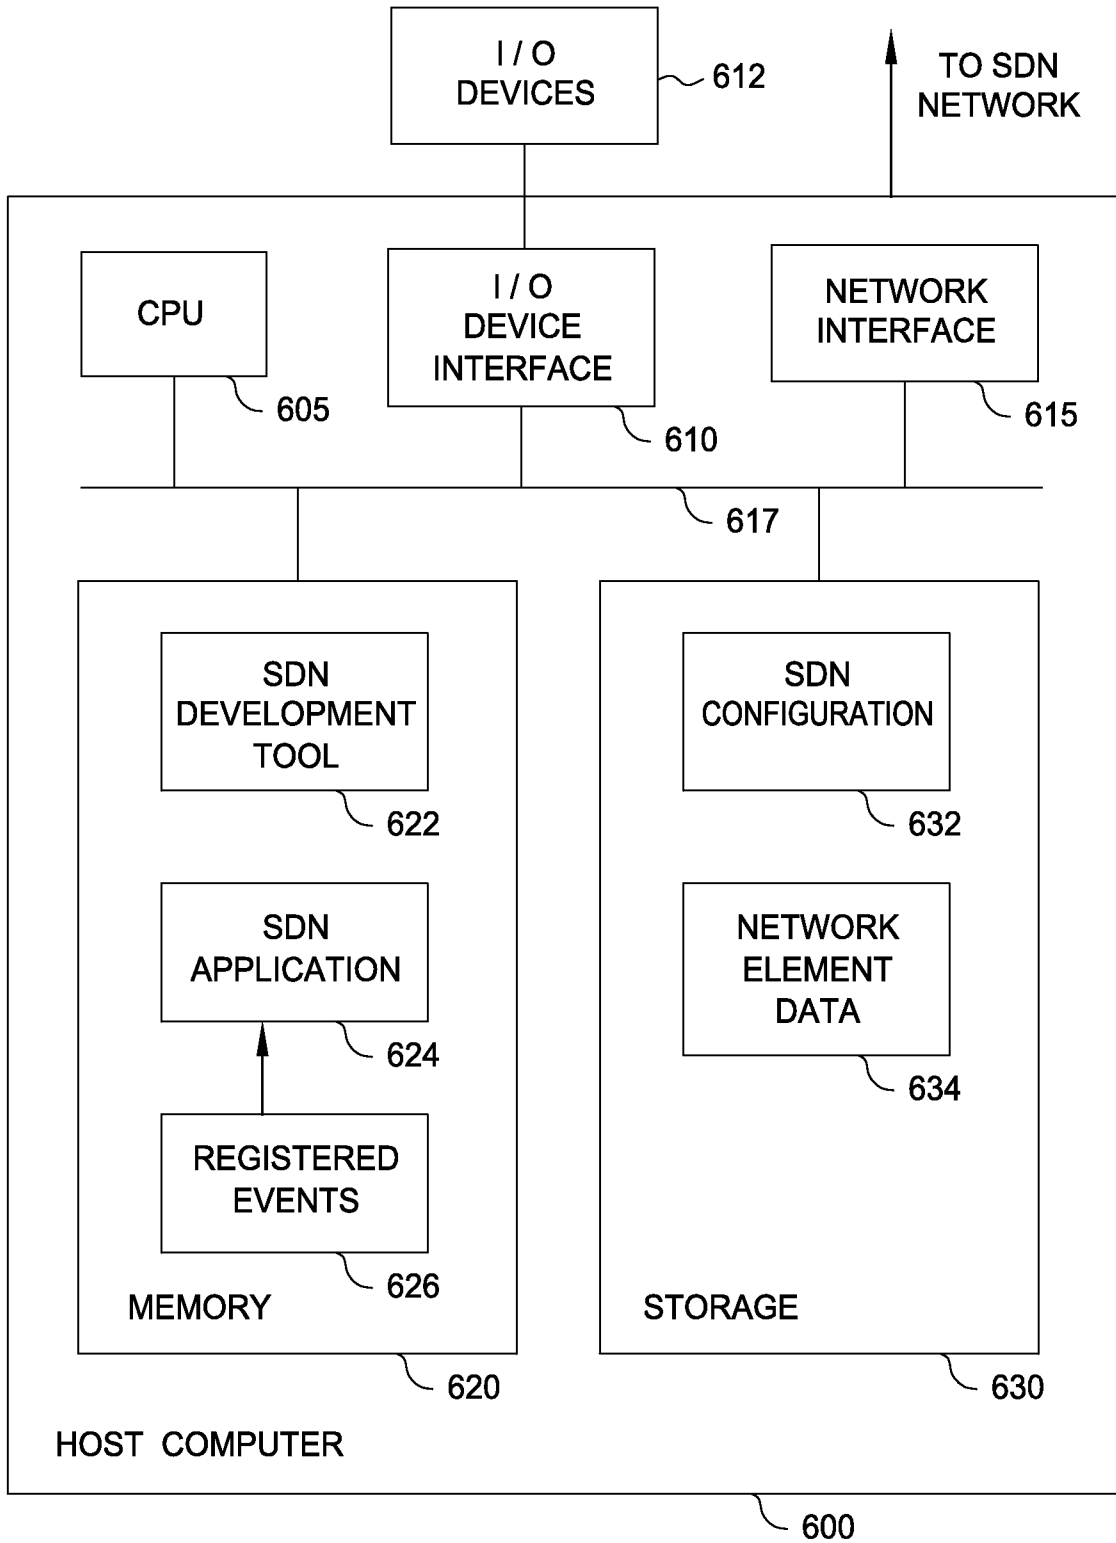 I / O
DEVICES
612
TO SDN
NETWORK
CPU
605
I / O
DEVICE
INTERFACE
610
NETWORK
INTERFACE
615
617
SDN
DEVELOPMENT
TOOL
622
SDN
APPLICATION
624
REGISTERED
EVENTS
626
MEMORY
620
SDN
CONFIGURATION
632
NETWORK
ELEMENT
DATA
634
STORAGE
630
HOST COMPUTER
600